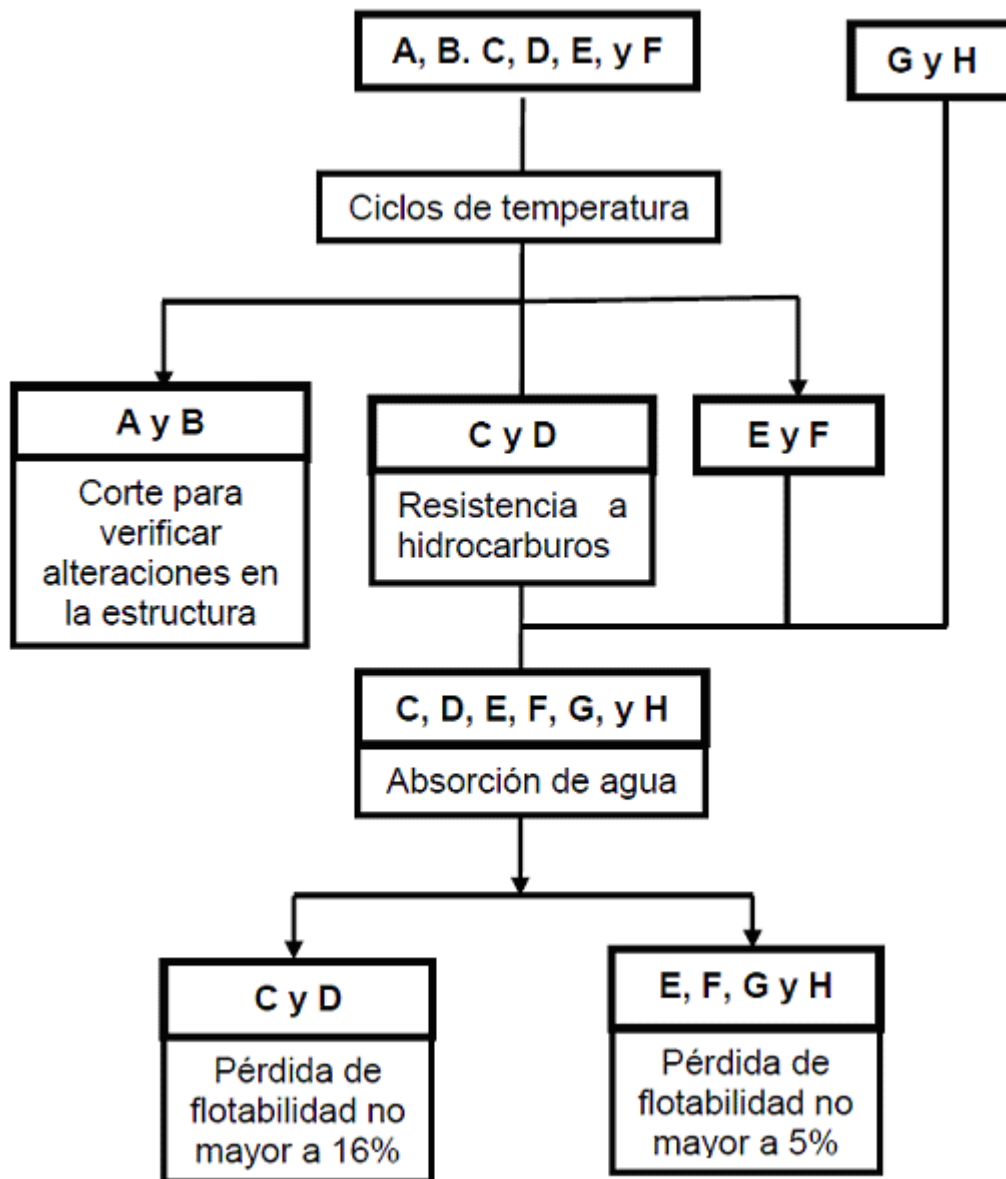 A, B. C, D, E, y F
G y H
Ciclos de temperatura
A y B
Corte para
verificar
alteraciones en
la estructura
C y D
Resistencia a
hidrocarburos
E y F
C, D, E, F, G, y H
Absorción de agua
C y D
Pérdida de
flotabilidad no
mayor a 16%
E, F, G y H
Pérdida de
flotabilidad no
mayor a 5%